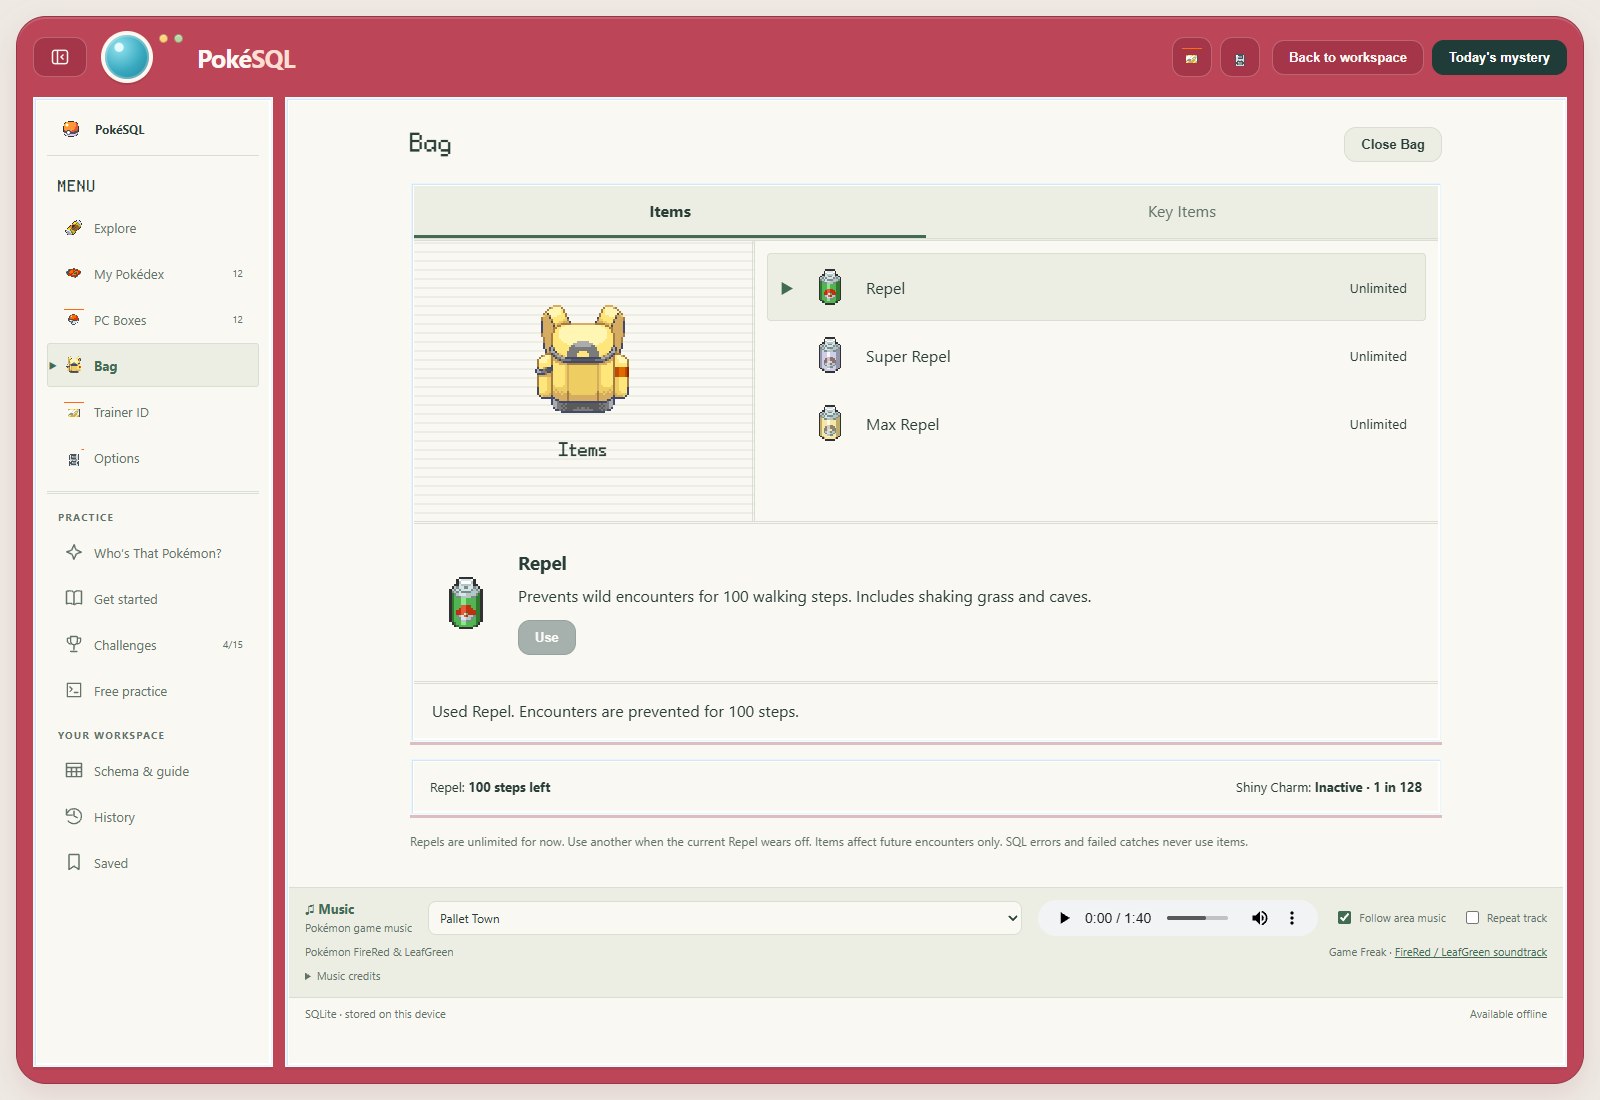 PokéSQL
Back to workspace
Today's mystery
PokéSQL
MENU
Explore
My Pokédex 12
PC Boxes 12
Bag
Trainer ID
Options
PRACTICE
Who's That Pokémon?
Get started
Challenges 4/15
Free practice
YOUR WORKSPACE
Schema & guide
History
Saved
Bag
Close Bag
Items
Key Items
Items
Repel Unlimited
Super Repel Unlimited
Max Repel Unlimited
Repel
Prevents wild encounters for 100 walking steps. Includes shaking grass and caves.
Use
Used Repel. Encounters are prevented for 100 steps.
Repel: 100 steps left
Shiny Charm: Inactive · 1 in 128
Repels are unlimited for now. Use another when the current Repel wears off. Items affect future encounters only. SQL errors and failed catches never use items.
♫ Music
Pokémon game music
Pallet Town
0:00 / 1:40
Follow area music
Repeat track
Pokémon FireRed & LeafGreen
Game Freak · FireRed / LeafGreen soundtrack
Music credits
SQLite · stored on this device
Available offline